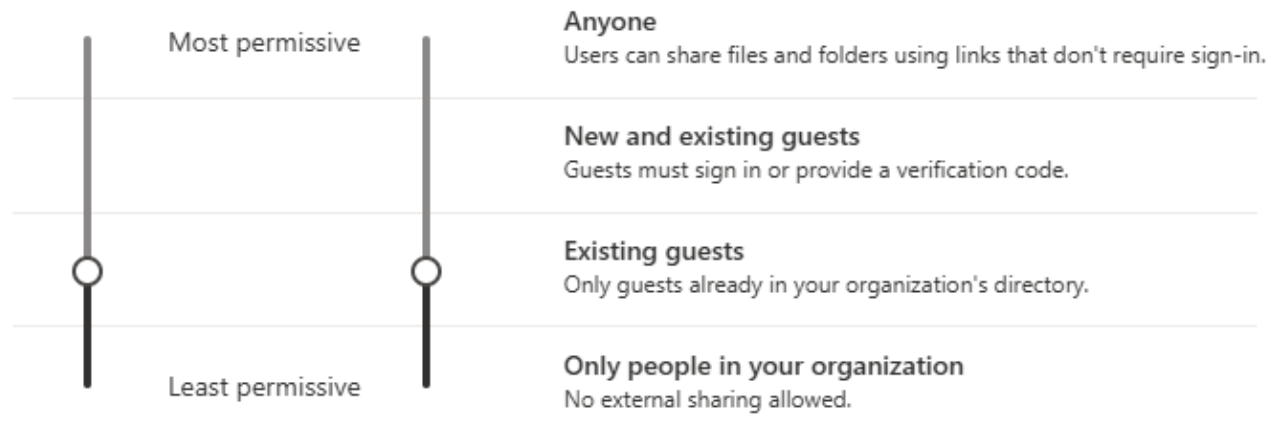 Most permissive
Anyone
Users can share files and folders using links that don't require sign-in.
New and existing guests
Guests must sign in or provide a verification code.
Existing guests
Only guests already in your organization's directory.
Least permissive
Only people in your organization
No external sharing allowed.